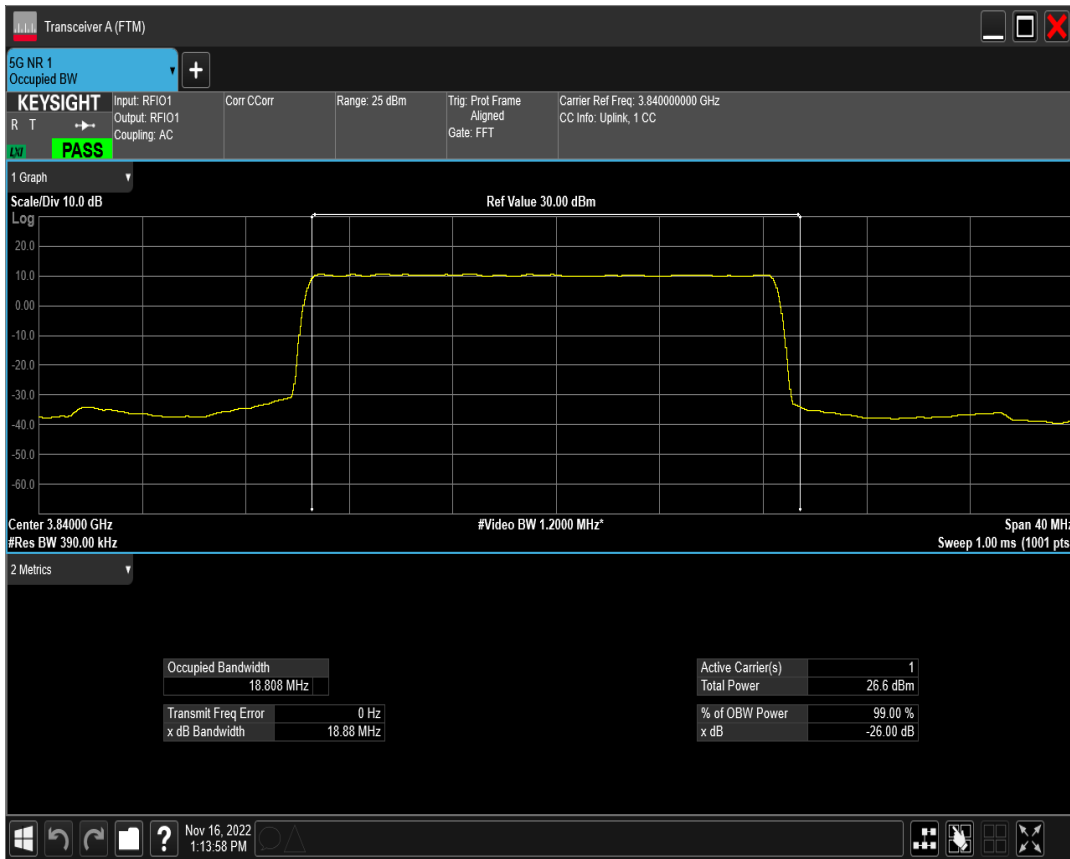 Transceiver A (FTM)
5G NR 1
Occupied BW
+
KEYSIGHT
R T
LXI
PASS
Input: RFIO1
Output: RFIO1
Coupling: AC
Corr CCorr
Range: 25 dBm
Trig: Prot Frame
Aligned
Gate: FFT
Carrier Ref Freq: 3.840000000 GHz
CC Info: Uplink, 1 CC
1 Graph
Scale/Div 10.0 dB
Ref Value 30.00 dBm
Log
20.0
10.0
0.00
-10.0
-20.0
-30.0
-40.0
-50.0
-60.0
Center 3.84000 GHz
#Video BW 1.2000 MHz*
Span 40 MHz
#Res BW 390.00 kHz
Sweep 1.00 ms (1001 pts
2 Metrics
Occupied Bandwidth
18.808 MHz
Transmit Freq Error 0 Hz
x dB Bandwidth 18.88 MHz
Active Carrier(s) 1
Total Power 26.6 dBm
% of OBW Power 99.00 %
x dB -26.00 dB
?
Nov 16, 2022
1:13:58 PM